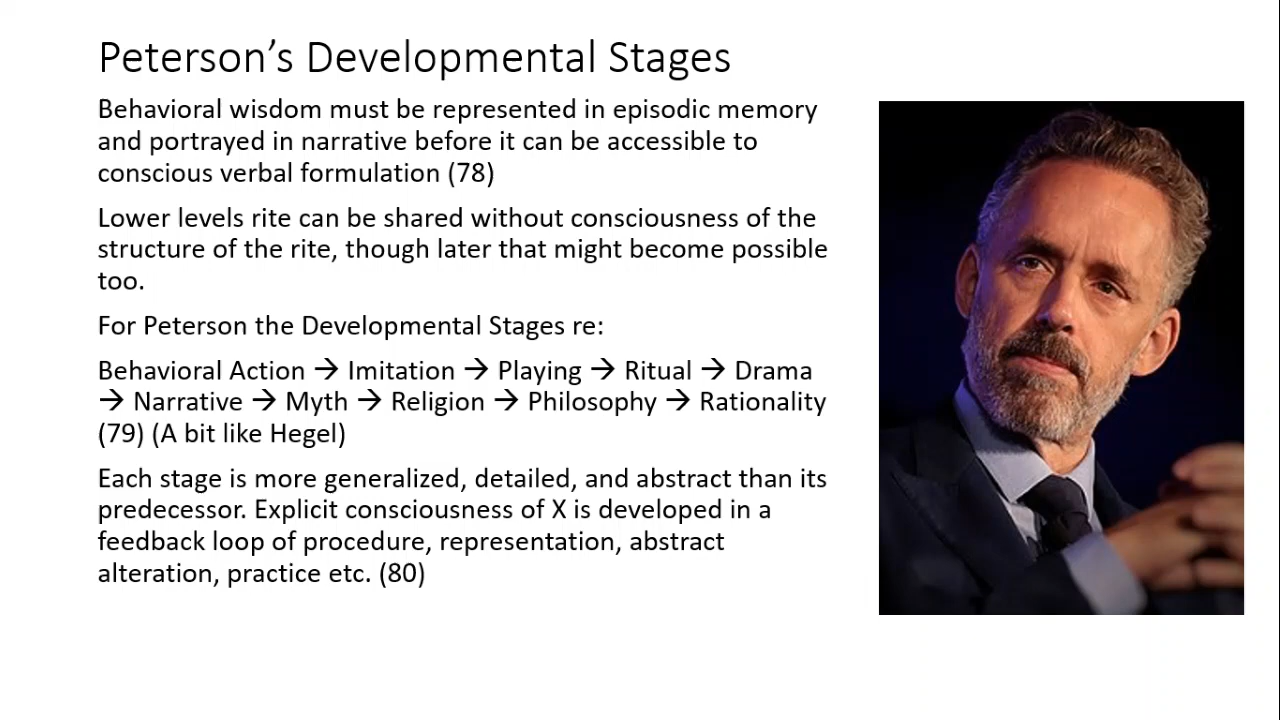 Peterson’s Developmental Stages
Behavioral wisdom must be represented in episodic memory
and portrayed in narrative before it can be accessible to
conscious verbal formulation (78)
Lower levels rite can be shared without consciousness of the
structure of the rite, though later that might become possible
too.
For Peterson the Developmental Stages re:
Behavioral Action → Imitation → Playing → Ritual → Drama
→ Narrative → Myth → Religion → Philosophy → Rationality
(79) (A bit like Hegel)
Each stage is more generalized, detailed, and abstract than its
predecessor. Explicit consciousness of X is developed in a
feedback loop of procedure, representation, abstract
alteration, practice etc. (80)